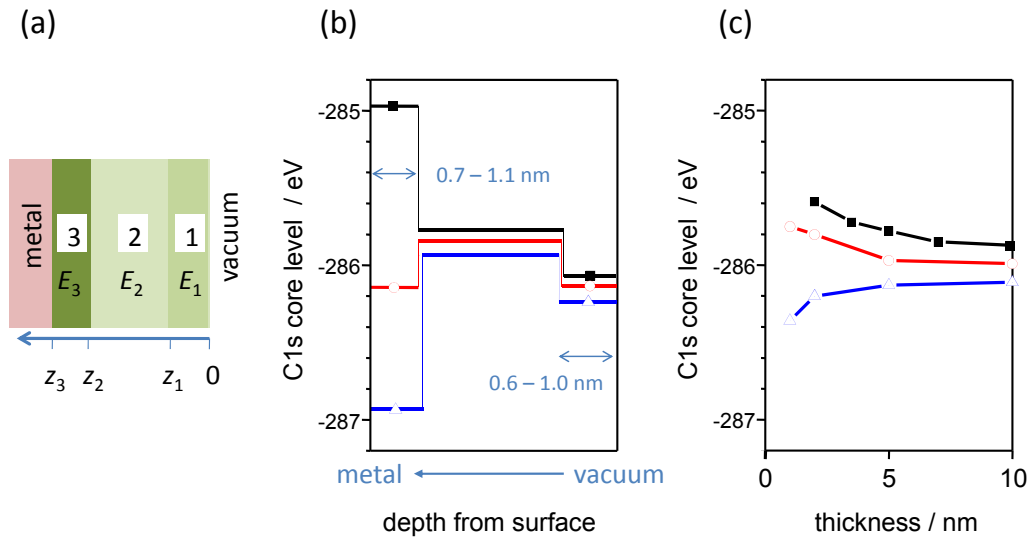 (a)
metal
3
2
1
E3
E2
E1
vacuum
z3
z2
z1
0
(b)
C1s core level / eV
-285
-286
-287
0.7 – 1.1 nm
0.6 – 1.0 nm
metal
vacuum
depth from surface
(c)
C1s core level / eV
-285
-286
-287
0
5
10
thickness / nm